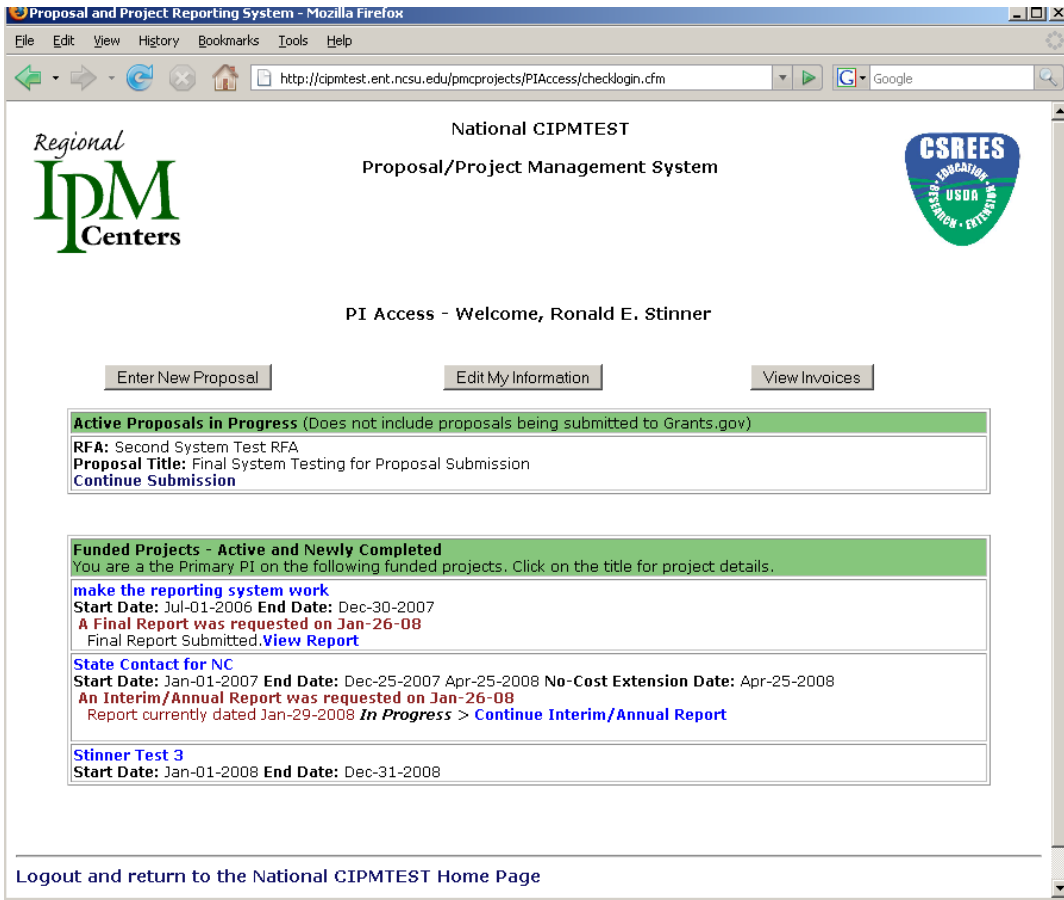 Proposal and Project Reporting System - Mozilla Firefox
File Edit View History Bookmarks Tools Help
http://cipmtest.ent.ncsu.edu/pmcprojects/PIAccess/checklogin.cfm
G Google
Regional
IPM
Centers
National CIPMTEST
Proposal/Project Management System
CSREES
EDUCATION
USDA
RESEARCH · EXTENSION
PI Access - Welcome, Ronald E. Stinner
Enter New Proposal
Edit My Information
View Invoices
Active Proposals in Progress (Does not include proposals being submitted to Grants.gov)
RFA: Second System Test RFA
Proposal Title: Final System Testing for Proposal Submission
Continue Submission
Funded Projects - Active and Newly Completed
You are a the Primary PI on the following funded projects. Click on the title for project details.
make the reporting system work
Start Date: Jul-01-2006 End Date: Dec-30-2007
A Final Report was requested on Jan-26-08
Final Report Submitted.View Report
State Contact for NC
Start Date: Jan-01-2007 End Date: Dec-25-2007 Apr-25-2008 No-Cost Extension Date: Apr-25-2008
An Interim/Annual Report was requested on Jan-26-08
Report currently dated Jan-29-2008 In Progress > Continue Interim/Annual Report
Stinner Test 3
Start Date: Jan-01-2008 End Date: Dec-31-2008
Logout and return to the National CIPMTEST Home Page